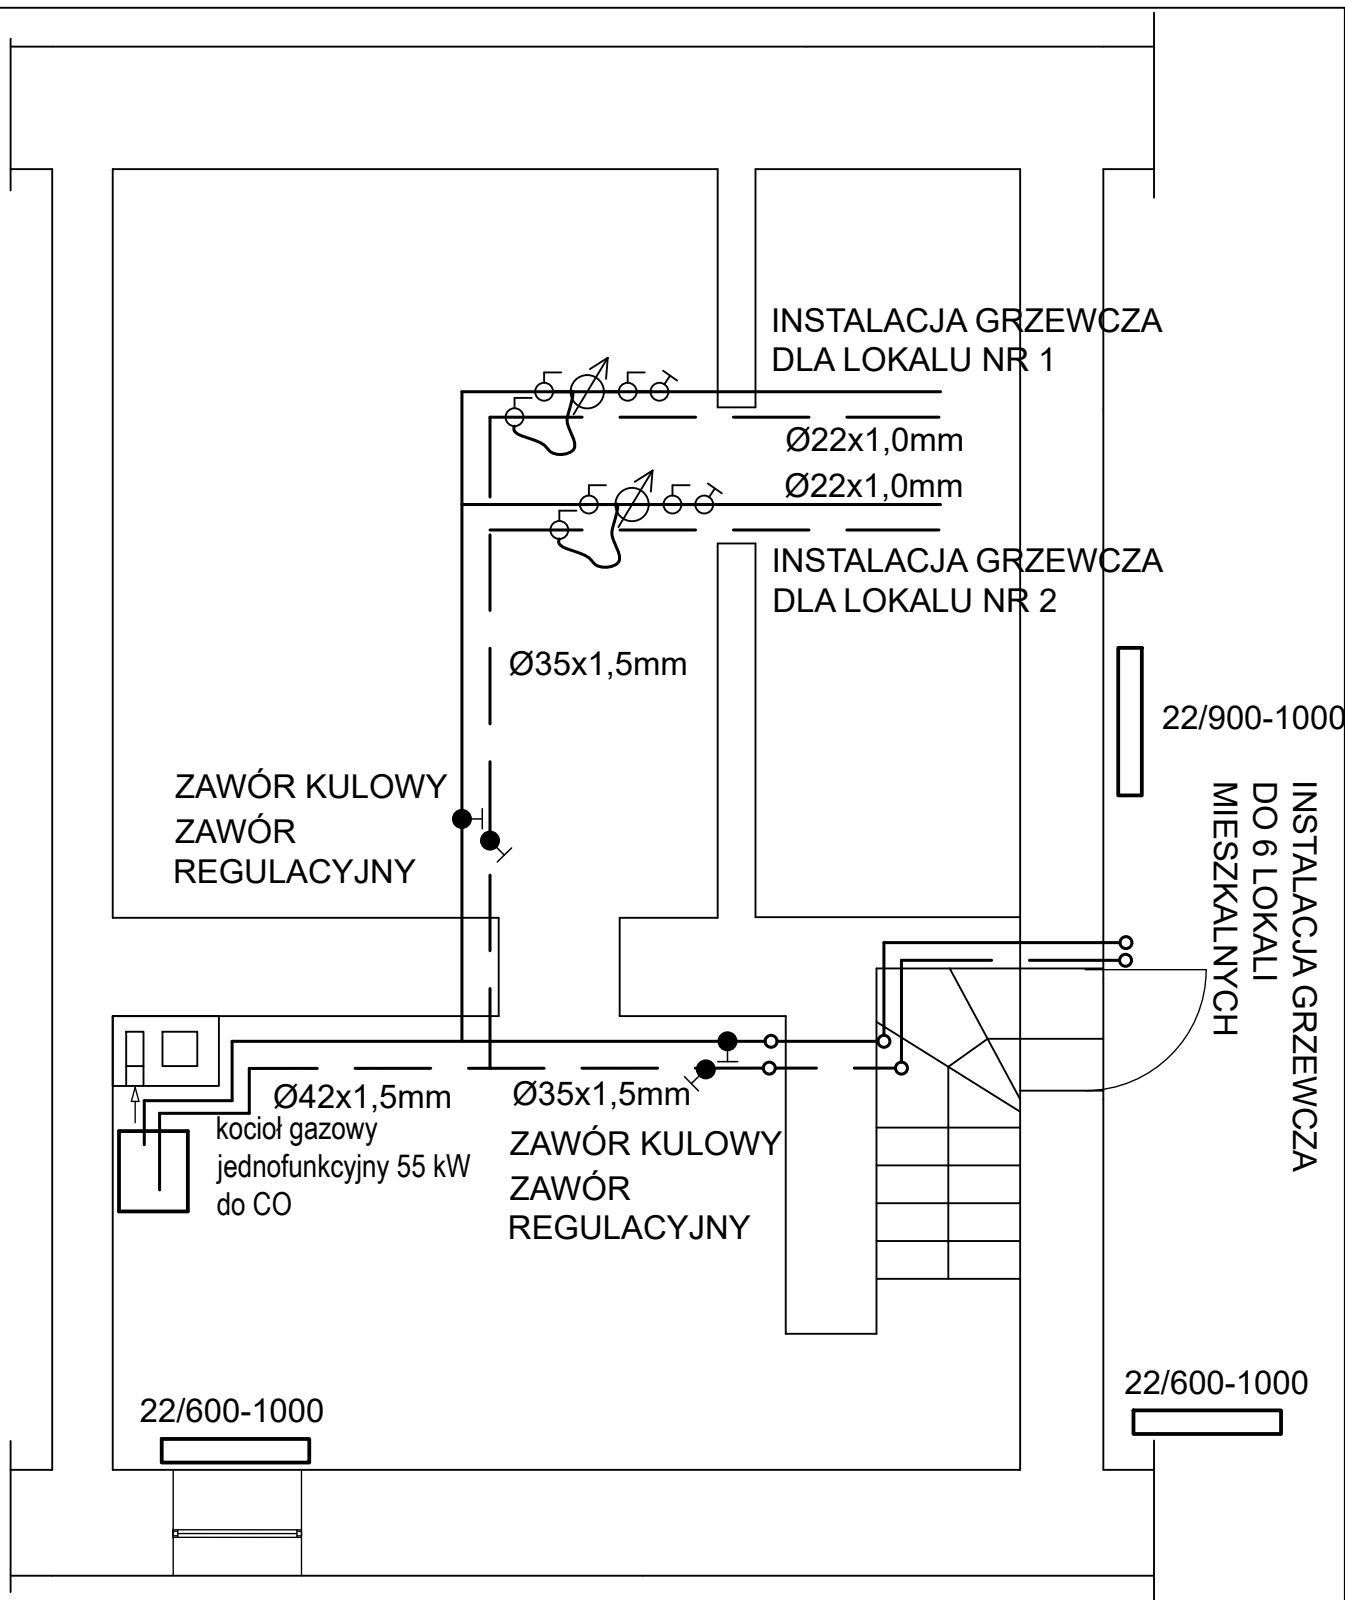 INSTALACJA GRZEWCZA
DLA LOKALU NR 1
Ø22x1,0mm
Ø22x1,0mm
INSTALACJA GRZEWCZA
DLA LOKALU NR 2
Ø35x1,5mm
22/900-1000
ZAWÓR KULOWY
ZAWÓR
REGULACYJNY
INSTALACJA GRZEWCZA
DO 6 LOKALI
MIESZKALNYCH
Ø42x1,5mm
kocioł gazowy
jednofunkcyjny 55 kW
do CO
Ø35x1,5mm
ZAWÓR KULOWY
ZAWÓR
REGULACYJNY
22/600-1000
22/600-1000